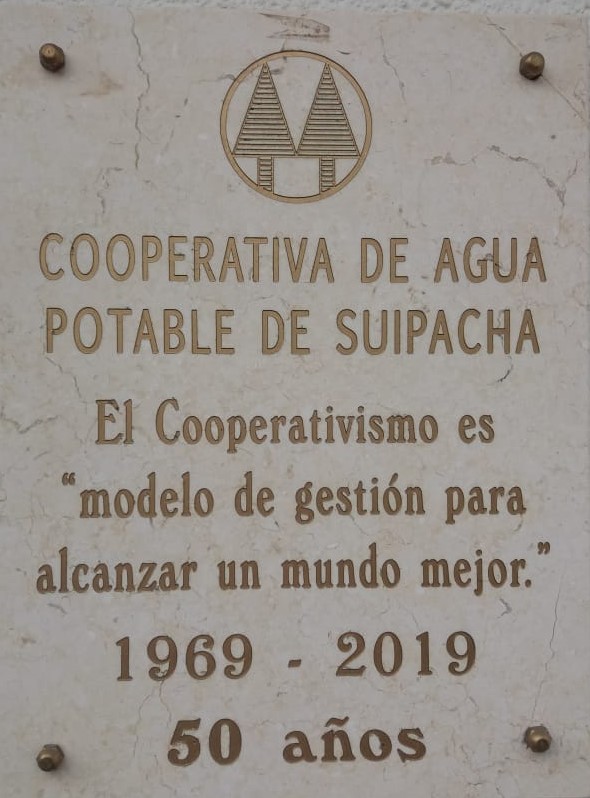 COOPERATIVA DE AGUA
POTABLE DE SUIPACHA
El Cooperativismo es
“modelo de gestión para
alcanzar un mundo mejor.”
1969 - 2019
50 años